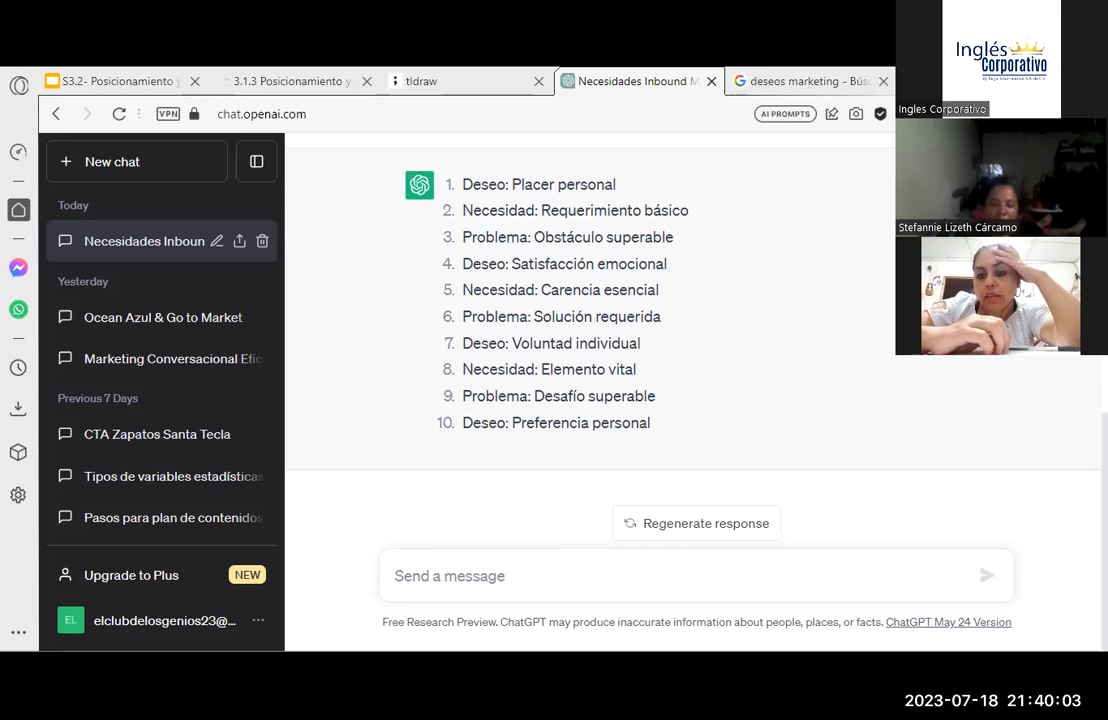 S3.2- Posicionamiento y
3.1.3 Posicionamiento y
tldraw
Necesidades Inbound M
deseos marketing - Bús
VPN
chat.openai.com
AI PROMPTS
New chat
Today
Necesidades Inboun
Yesterday
Ocean Azul & Go to Market
Marketing Conversacional Efic
Previous 7 Days
CTA Zapatos Santa Tecla
Tipos de variables estadísticas
Pasos para plan de contenidos
Upgrade to Plus
NEW
EL
elclubdelosgenios23@...
1. Deseo: Placer personal
2. Necesidad: Requerimiento básico
3. Problema: Obstáculo superable
4. Deseo: Satisfacción emocional
5. Necesidad: Carencia esencial
6. Problema: Solución requerida
7. Deseo: Voluntad individual
8. Necesidad: Elemento vital
9. Problema: Desafío superable
10. Deseo: Preferencia personal
Regenerate response
Send a message
Free Research Preview. ChatGPT may produce inaccurate information about people, places, or facts. ChatGPT May 24 Version
Inglés
Corporativo
Ingles Corporativo
Stefannie Lizeth Cárcamo
2023-07-18 21:40:03